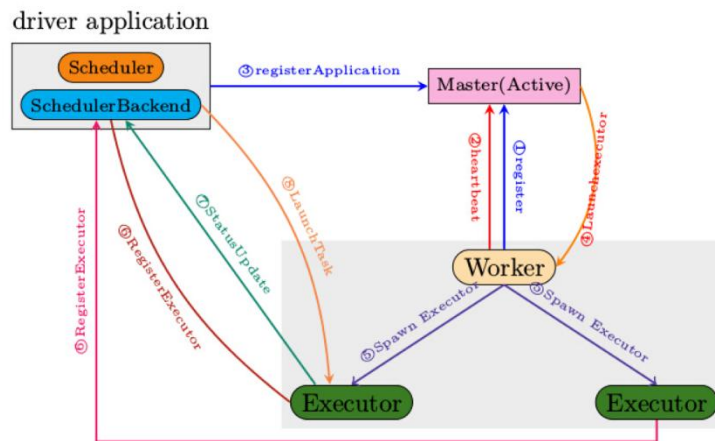 driver application
Scheduler
③registerApplication
SchedulerBackend
Master(Active)
②heartbeat
①register
④Launchexecutor
⑧LaunchTask
⑦StatusUpdate
⑥RegisterExecutor
⑥RegisterExecutor
Worker
⑤Spawn Executor
⑤Spawn Executor
Executor
Executor